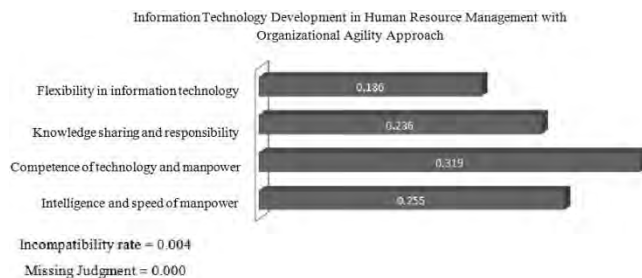 Information Technology Development in Human Resource Management with
Organizational Agility Approach
Flexibility in information technology
0.186
Knowledge sharing and responsibility
0.236
Competence of technology and manpower
0.319
Intelligence and speed of manpower
0.255
Incompatibility rate = 0.004
Missing Judgment = 0.000